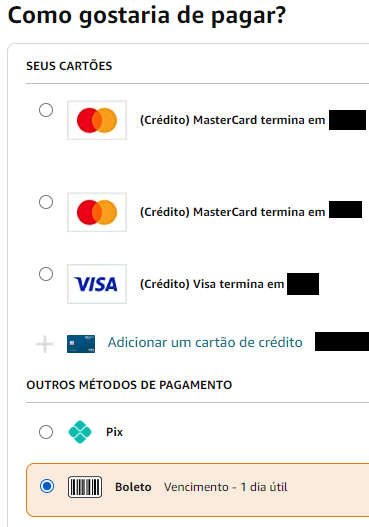 Como gostaria de pagar?
SEUS CARTÕES
(Crédito) MasterCard termina em
(Crédito) MasterCard termina em
VISA (Crédito) Visa termina em
Adicionar um cartão de crédito
OUTROS MÉTODOS DE PAGAMENTO
Pix
Boleto Vencimento - 1 dia útil